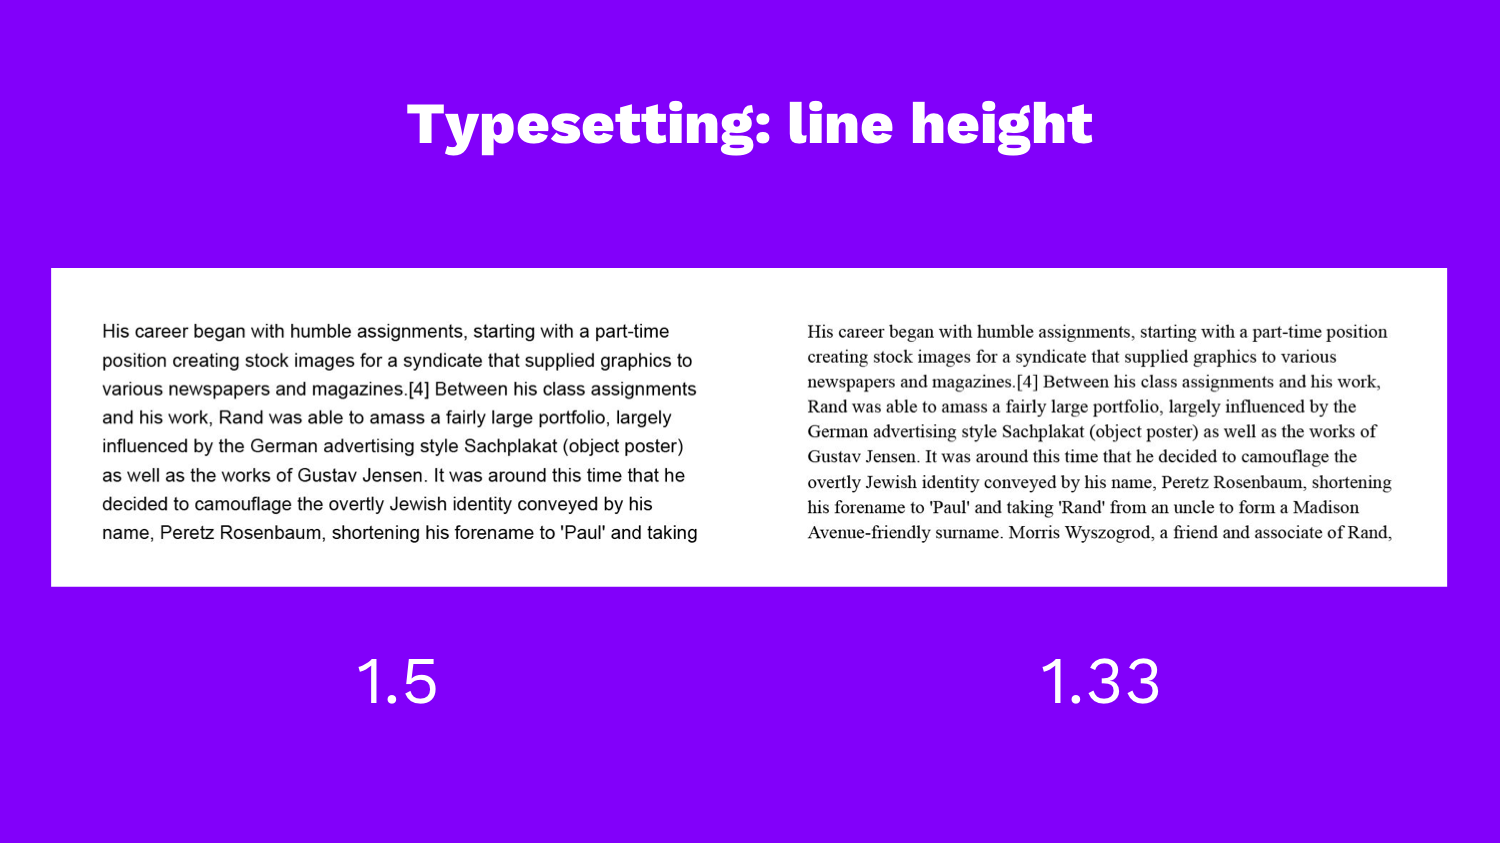 Typesetting: line height
His career began with humble assignments, starting with a part-time
position creating stock images for a syndicate that supplied graphics to
various newspapers and magazines.[4] Between his class assignments
and his work, Rand was able to amass a fairly large portfolio, largely
influenced by the German advertising style Sachplakat (object poster)
as well as the works of Gustav Jensen. It was around this time that he
decided to camouflage the overtly Jewish identity conveyed by his
name, Peretz Rosenbaum, shortening his forename to 'Paul' and taking
His career began with humble assignments, starting with a part-time position
creating stock images for a syndicate that supplied graphics to various
newspapers and magazines.[4] Between his class assignments and his work,
Rand was able to amass a fairly large portfolio, largely influenced by the
German advertising style Sachplakat (object poster) as well as the works of
Gustav Jensen. It was around this time that he decided to camouflage the
overtly Jewish identity conveyed by his name, Peretz Rosenbaum, shortening
his forename to 'Paul' and taking 'Rand' from an uncle to form a Madison
Avenue-friendly surname. Morris Wyszogrod, a friend and associate of Rand,
1.5
1.33